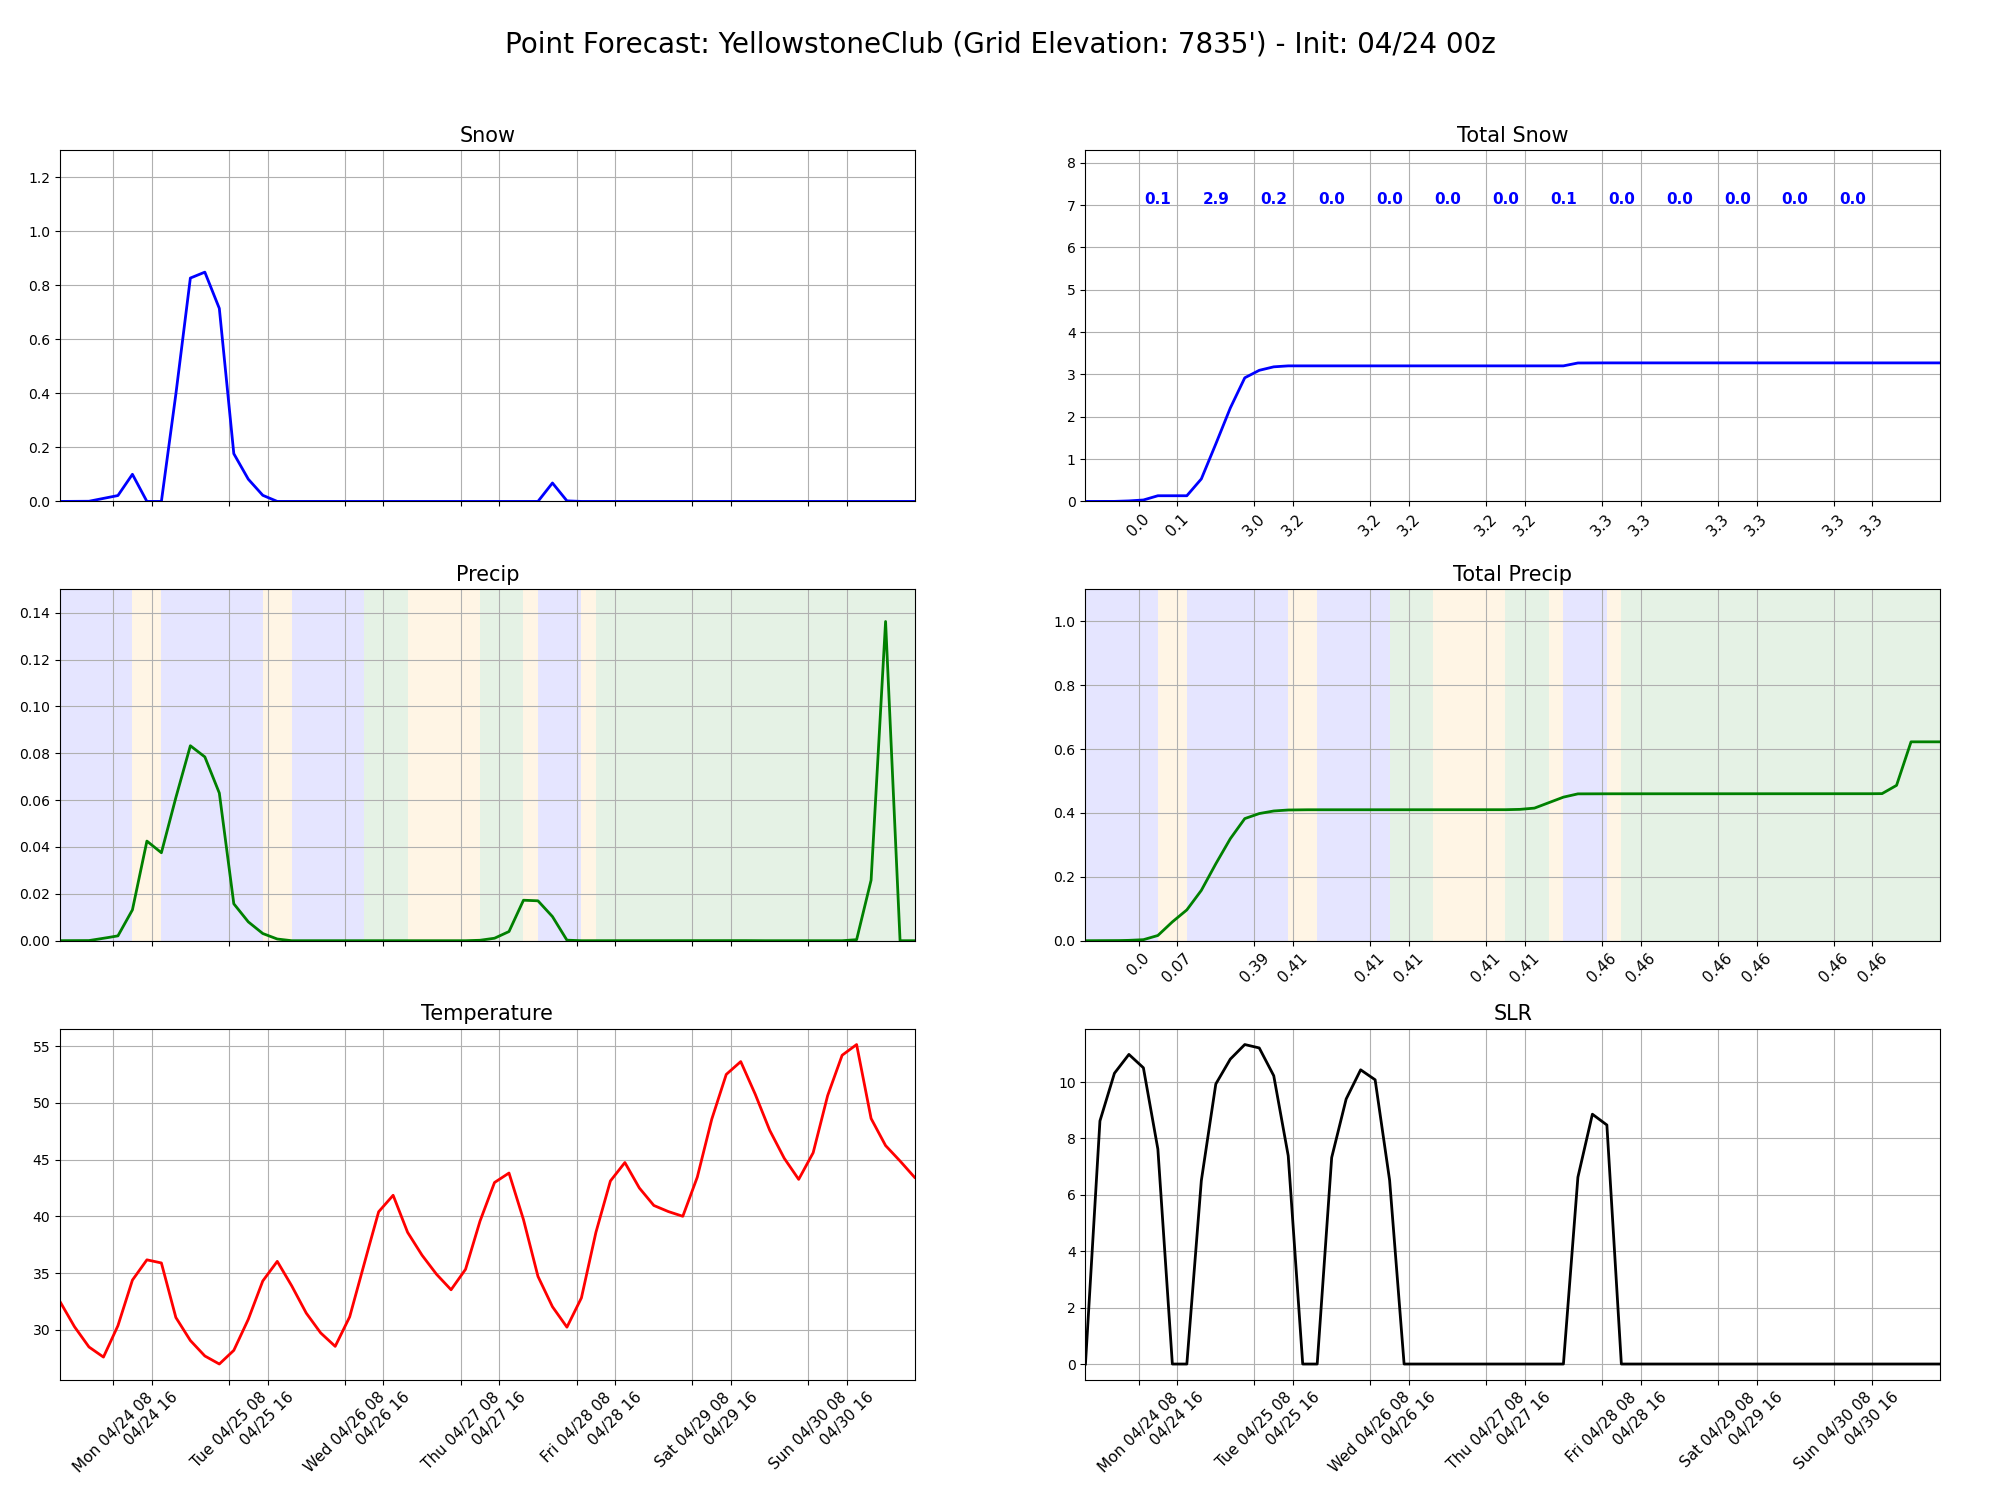 Point Forecast: YellowstoneClub (Grid Elevation: 7835') - Init: 04/24 00z
Snow
1.2
1.0
0.8
0.6
0.4
0.2
0.0
Total Snow
8
7
6
5
4
3
2
1
0
0.1 2.9 0.2 0.0 0.0 0.0 0.0 0.1 0.0 0.0 0.0 0.0 0.0
0.0 0.1 3.0 3.2 3.2 3.2 3.2 3.2 3.3 3.3 3.3 3.3 3.3 3.3
Precip
0.14
0.12
0.10
0.08
0.06
0.04
0.02
0.00
Total Precip
1.0
0.8
0.6
0.4
0.2
0.0
0.0 0.07 0.39 0.41 0.41 0.41 0.41 0.41 0.46 0.46 0.46 0.46 0.46 0.46
Temperature
55
50
45
40
35
30
Mon 04/24 08
04/24 16
Tue 04/25 08
04/25 16
Wed 04/26 08
04/26 16
Thu 04/27 08
04/27 16
Fri 04/28 08
04/28 16
Sat 04/29 08
04/29 16
Sun 04/30 08
04/30 16
SLR
10
8
6
4
2
0
Mon 04/24 08
04/24 16
Tue 04/25 08
04/25 16
Wed 04/26 08
04/26 16
Thu 04/27 08
04/27 16
Fri 04/28 08
04/28 16
Sat 04/29 08
04/29 16
Sun 04/30 08
04/30 16